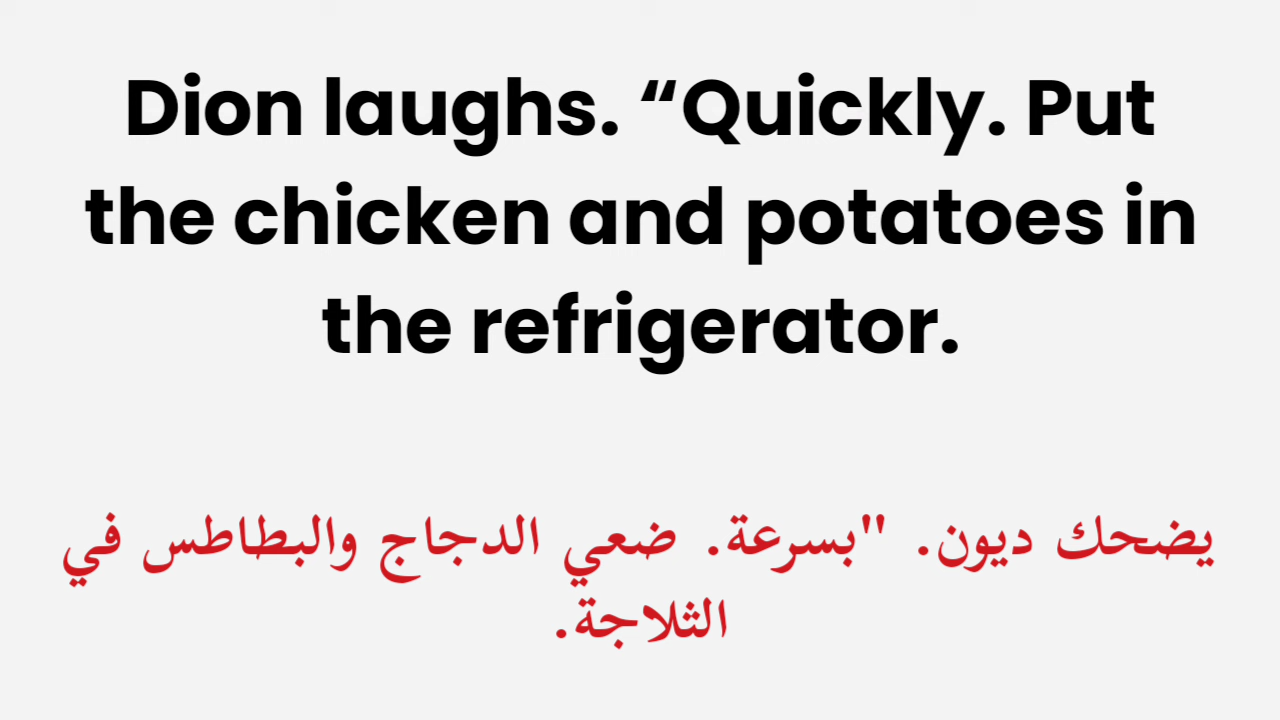 Dion laughs. “Quickly. Put
the chicken and potatoes in
the refrigerator.
يضحك ديون. "بسرعة. ضعي الدجاج والبطاطس في
الثلاجة.